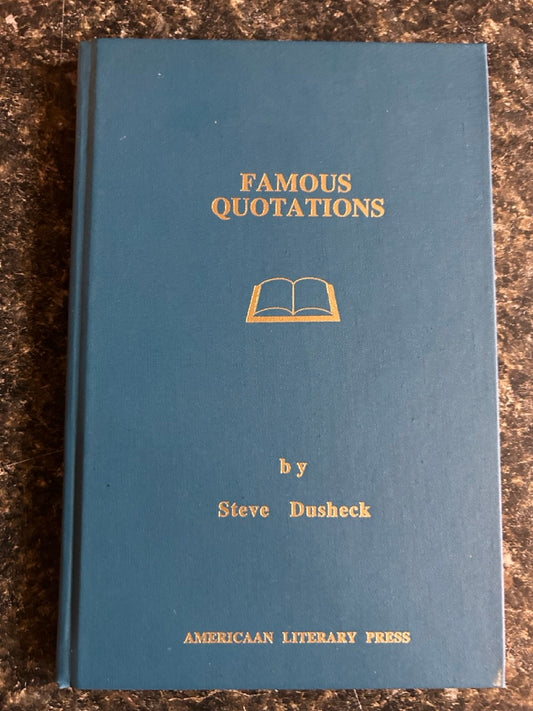 FAMOUS
QUOTATIONS
by
Steve Dusheck
AMERICAAN LITERARY PRESS